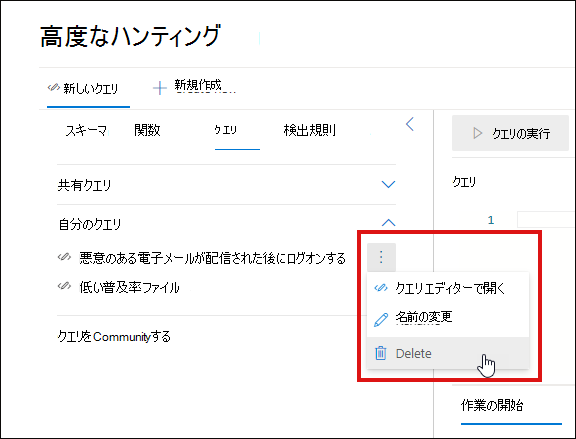 高度なハンティング
新しいクエリ
新規作成
スキーマ 関数 クエリ 検出規則
クエリの実行
共有クエリ
クエリ
自分のクエリ
1
悪意のある電子メールが配信された後にログオンする
低い普及率ファイル
クエリエディターで開く
名前の変更
Delete
クエリをCommunityする
作業の開始